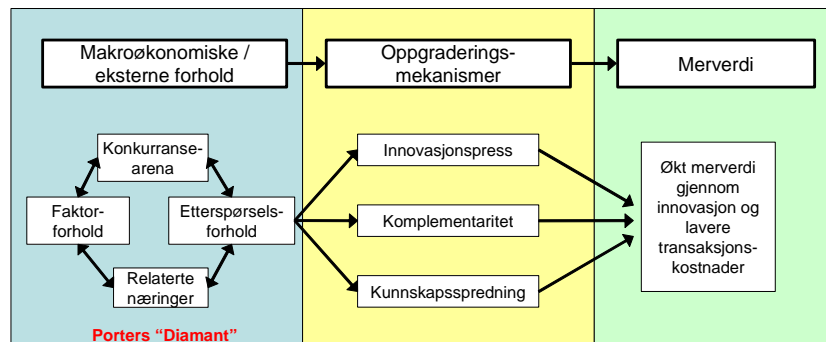 Makroøkonomiske /
eksterne forhold
Oppgraderings-
mekanismer
Merverdi
Konkurranse-
arena
Faktor-
forhold
Etterspørsels-
forhold
Relaterte
næringer
Porters “Diamant”
Innovasjonspress
Komplementaritet
Kunnskapsspredning
Økt merverdi
gjennom
innovasjon og
lavere
transaksjons-
kostnader